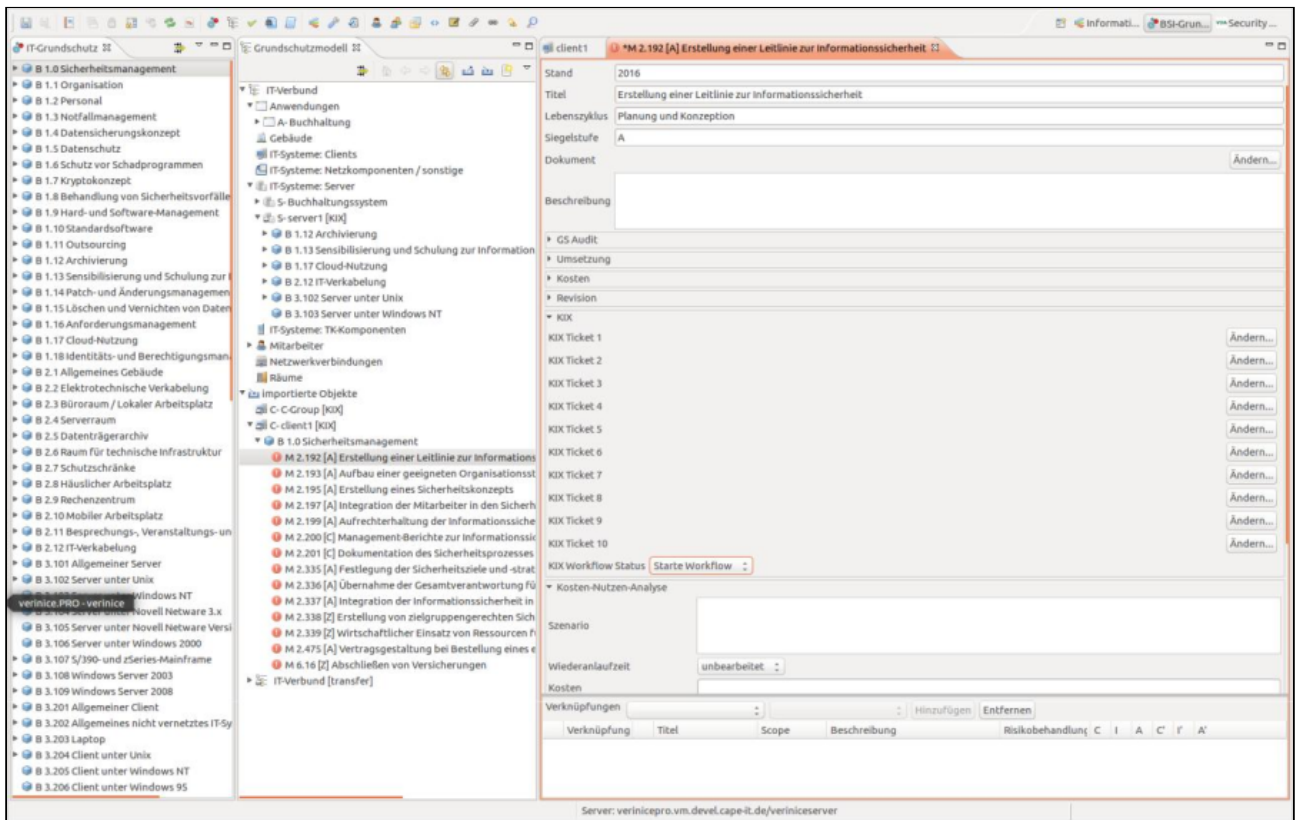 Informati... BSI-Grun... Security ...
IT-Grundschutz
B 1.0 Sicherheitsmanagement
B 1.1 Organisation
B 1.2 Personal
B 1.3 Notfallmanagement
B 1.4 Datensicherungskonzept
B 1.5 Datenschutz
B 1.6 Schutz vor Schadprogrammen
B 1.7 Kryptokonzept
B 1.8 Behandlung von Sicherheitsvorfälle
B 1.9 Hard- und Software-Management
B 1.10 Standardsoftware
B 1.11 Outsourcing
B 1.12 Archivierung
B 1.13 Sensibilisierung und Schulung zur I
B 1.14 Patch- und Änderungsmanagemen
B 1.15 Löschen und Vernichten von Daten
B 1.16 Anforderungsmanagement
B 1.17 Cloud-Nutzung
B 1.18 Identitäts- und Berechtigungsman
B 2.1 Allgemeines Gebäude
B 2.2 Elektrotechnische Verkabelung
B 2.3 Büroraum / Lokaler Arbeitsplatz
B 2.4 Serverraum
B 2.5 Datenträgerarchiv
B 2.6 Raum für technische Infrastruktur
B 2.7 Schutzschränke
B 2.8 Häuslicher Arbeitsplatz
B 2.9 Rechenzentrum
B 2.10 Mobiler Arbeitsplatz
B 2.11 Besprechungs-, Veranstaltungs- un
B 2.12 IT-Verkabelung
B 3.101 Allgemeiner Server
B 3.102 Server unter Unix
Windows NT
verinice.PRO - verinice
B 3.104 Server unter Novell Netware 3.x
B 3.105 Server unter Novell Netware Versi
B 3.106 Server unter Windows 2000
B 3.107 S/390- und zSeries-Mainframe
B 3.108 Windows Server 2003
B 3.109 Windows Server 2008
B 3.201 Allgemeiner Client
B 3.202 Allgemeines nicht vernetztes IT-Sy
B 3.203 Laptop
B 3.204 Client unter Unix
B 3.205 Client unter Windows NT
B 3.206 Client unter Windows 95
Grundschutzmodell
IT-Verbund
Anwendungen
A- Buchhaltung
Gebäude
IT-Systeme: Clients
IT-Systeme: Netzkomponenten / sonstige
IT-Systeme: Server
S- Buchhaltungssystem
S- server1 [KIX]
B 1.12 Archivierung
B 1.13 Sensibilisierung und Schulung zur Information
B 1.17 Cloud-Nutzung
B 2.12 IT-Verkabelung
B 3.102 Server unter Unix
B 3.103 Server unter Windows NT
IT-Systeme: TK-Komponenten
Mitarbeiter
Netzwerkverbindungen
Räume
importierte Objekte
C- C-Group [KIX]
C- client1 [KIX]
B 1.0 Sicherheitsmanagement
M 2.192 [A] Erstellung einer Leitlinie zur Informations
M 2.193 [A] Aufbau einer geeigneten Organisationsst
M 2.195 [A] Erstellung eines Sicherheitskonzepts
M 2.197 [A] Integration der Mitarbeiter in den Sicherh
M 2.199 [A] Aufrechterhaltung der Informationssiche
M 2.200 [C] Management-Berichte zur Informationssic
M 2.201 [C] Dokumentation des Sicherheitsprozesses
M 2.335 [A] Festlegung der Sicherheitsziele und -strat
M 2.336 [A] Übernahme der Gesamtverantwortung fü
M 2.337 [A] Integration der Informationssicherheit in
M 2.338 [Z] Erstellung von zielgruppengerechten Sich
M 2.339 [Z] Wirtschaftlicher Einsatz von Ressourcen f
M 2.475 [A] Vertragsgestaltung bei Bestellung eines e
M 6.16 [Z] Abschließen von Versicherungen
IT-Verbund [transfer]
client1 *M 2.192 [A] Erstellung einer Leitlinie zur Informationssicherheit
Stand 2016
Titel Erstellung einer Leitlinie zur Informationssicherheit
Lebenszyklus Planung und Konzeption
Siegelstufe A
Dokument Ändern...
Beschreibung
GS Audit
Umsetzung
Kosten
Revision
KIX
KIX Ticket 1 Ändern...
KIX Ticket 2 Ändern...
KIX Ticket 3 Ändern...
KIX Ticket 4 Ändern...
KIX Ticket 5 Ändern...
KIX Ticket 6 Ändern...
KIX Ticket 7 Ändern...
KIX Ticket 8 Ändern...
KIX Ticket 9 Ändern...
KIX Ticket 10 Ändern...
KIX Workflow Status Starte Workflow
Kosten-Nutzen-Analyse
Szenario
Wiederanlaufzeit unbearbeitet
Kosten
Verknüpfungen Hinzufügen Entfernen
Verknüpfung Titel Scope Beschreibung Risikobehandlung C I A C' I' A'
Server: verinicepro.vm.devel.cape-it.de/veriniceserver